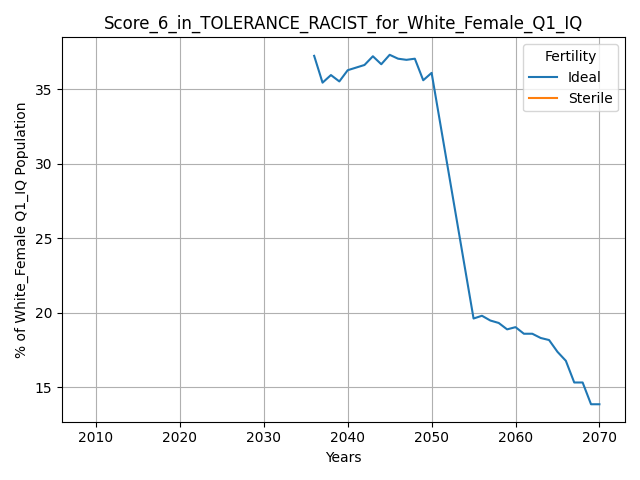 Score_6_in_TOLERANCE_RACIST_for_White_Female_Q1_IQ
% of White_Female Q1_IQ Population
35
30
25
20
15
Fertility
Ideal
Sterile
2010 2020 2030 2040 2050 2060 2070
Years